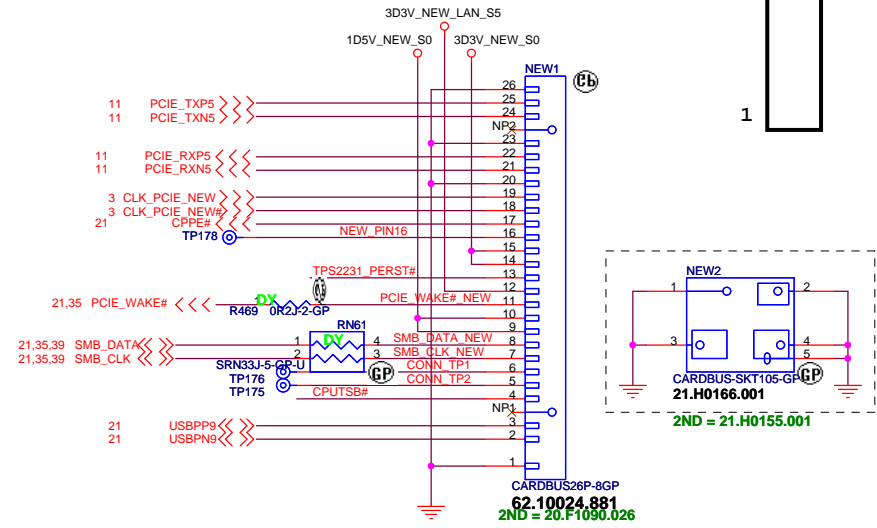 3D3V_NEW_LAN_S5
1D5V_NEW_S0 3D3V_NEW_S0
NEW1
26
11 PCIE_TXP5 25
11 PCIE_TXN5 24
NP2
23
11 PCIE_RXP5 22
11 PCIE_RXN5 21
20
3 CLK_PCIE_NEW 19
3 CLK_PCIE_NEW# 18
21 CPPE# 17
TP178 NEW_PIN16 16
15
14
TPS2231_PERST# 13
12
21,35 PCIE_WAKE# DY PCIE_WAKE#_NEW 11
R469 0R2J-2-GP
10
9
RN61
21,35,39 SMB_DATA 1 DY 4 SMB_DATA_NEW 8
21,35,39 SMB_CLK 2 3 SMB_CLK_NEW 7
SRN33J-5-GP-U GP CONN_TP1 6
TP176 CONN_TP2 5
TP175 CPUTSB# 4
NP1
21 USBPP9 3
21 USBPN9 2
1
CARDBUS26P-8GP
62.10024.881
2ND = 20.F1090.026
1
NEW2
1 2
3 4
5
CARDBUS-SKT105-GP GP
21.H0166.001
2ND = 21.H0155.001